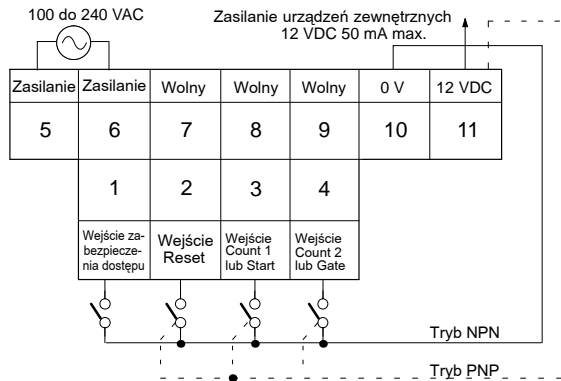 100 do 240 VAC
Zasilanie urządzeń zewnętrznych
12 VDC 50 mA max.
Zasilanie Zasilanie Wolny Wolny Wolny 0 V 12 VDC
5 6 7 8 9 10 11
1 2 3 4
Wejście za-
bezpiecze-
nia dostępu
Wejście
Reset
Wejście
Count 1
lub Start
Wejście
Count 2
lub Gate
Tryb NPN
Tryb PNP